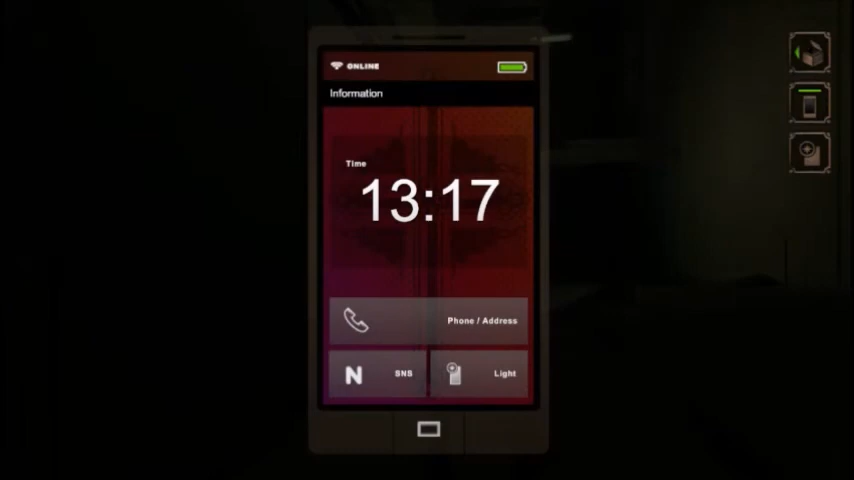 ONLINE
Information
Time
13:17
Phone / Address
N SNS
Light